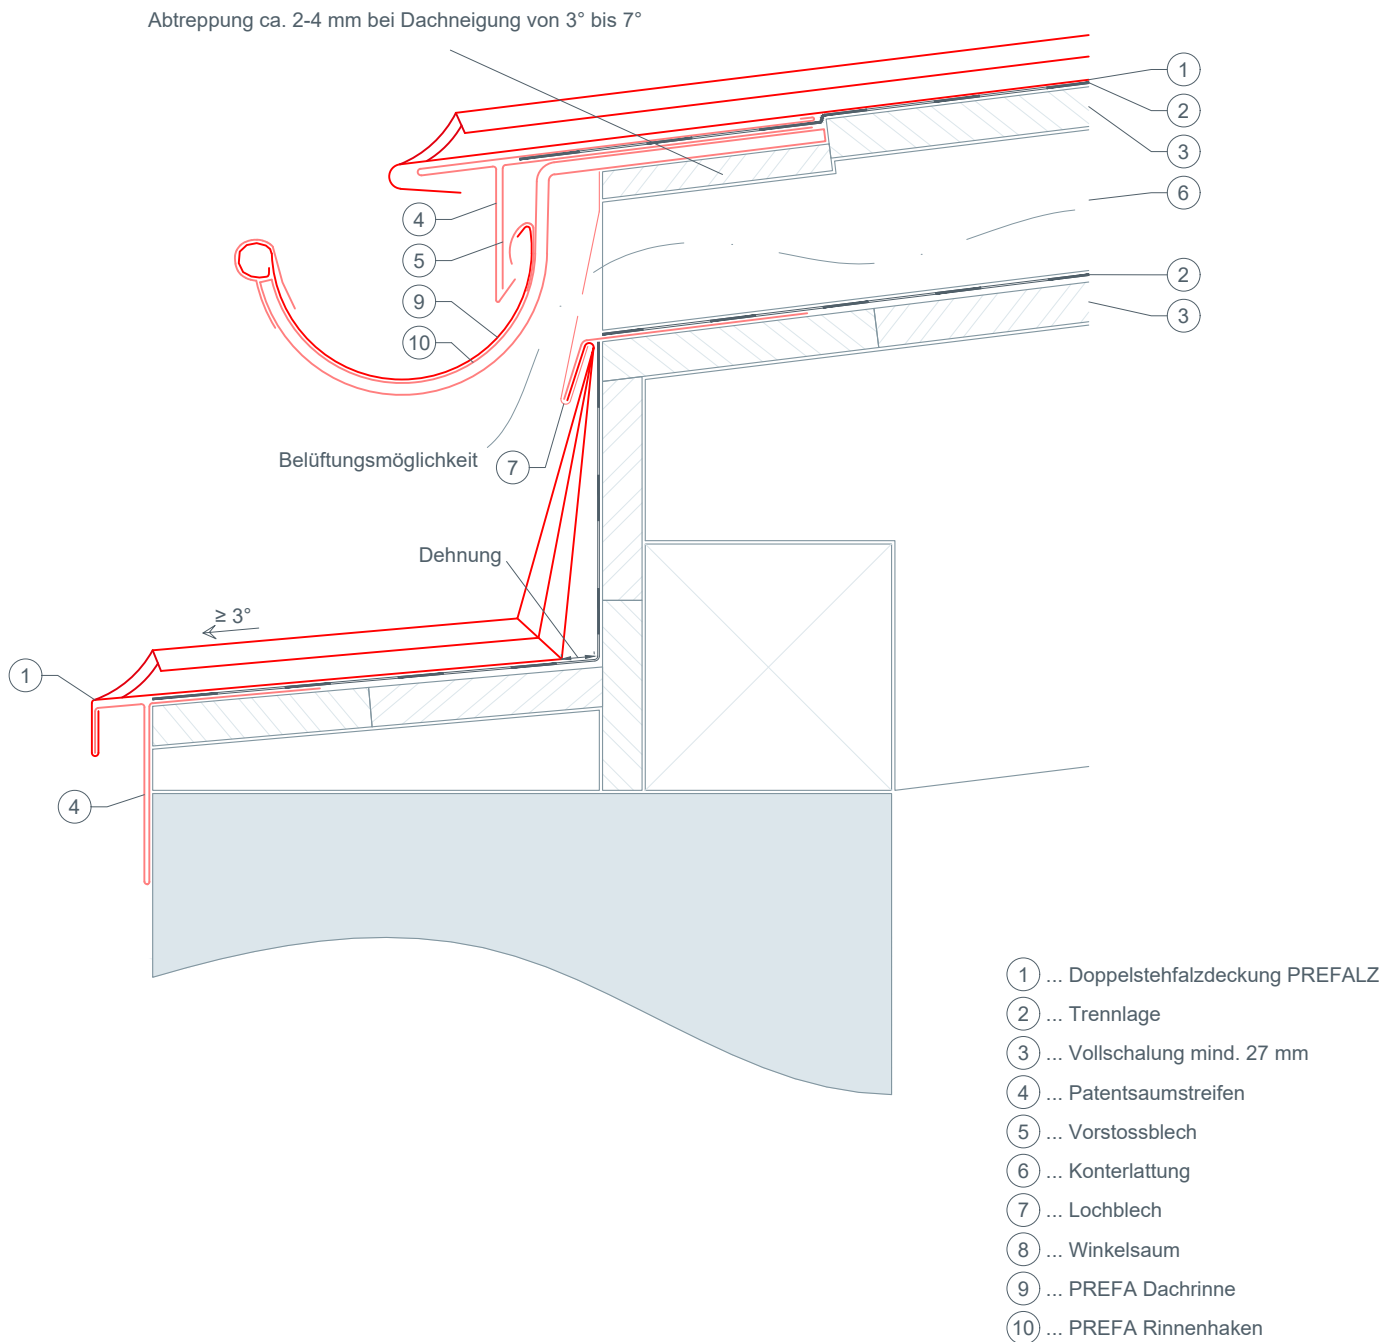 Abtreppung ca. 2-4 mm bei Dachneigung von 3° bis 7°
1
2
3
6
4
5
2
9
3
10
Belüftungsmöglichkeit
7
Dehnung
≥ 3°
1
4
1 ... Doppelstehfalzdeckung PREFALZ
2 ... Trennlage
3 ... Vollschalung mind. 27 mm
4 ... Patentsaumstreifen
5 ... Vorstossblech
6 ... Konterlattung
7 ... Lochblech
8 ... Winkelsaum
9 ... PREFA Dachrinne
10 ... PREFA Rinnenhaken